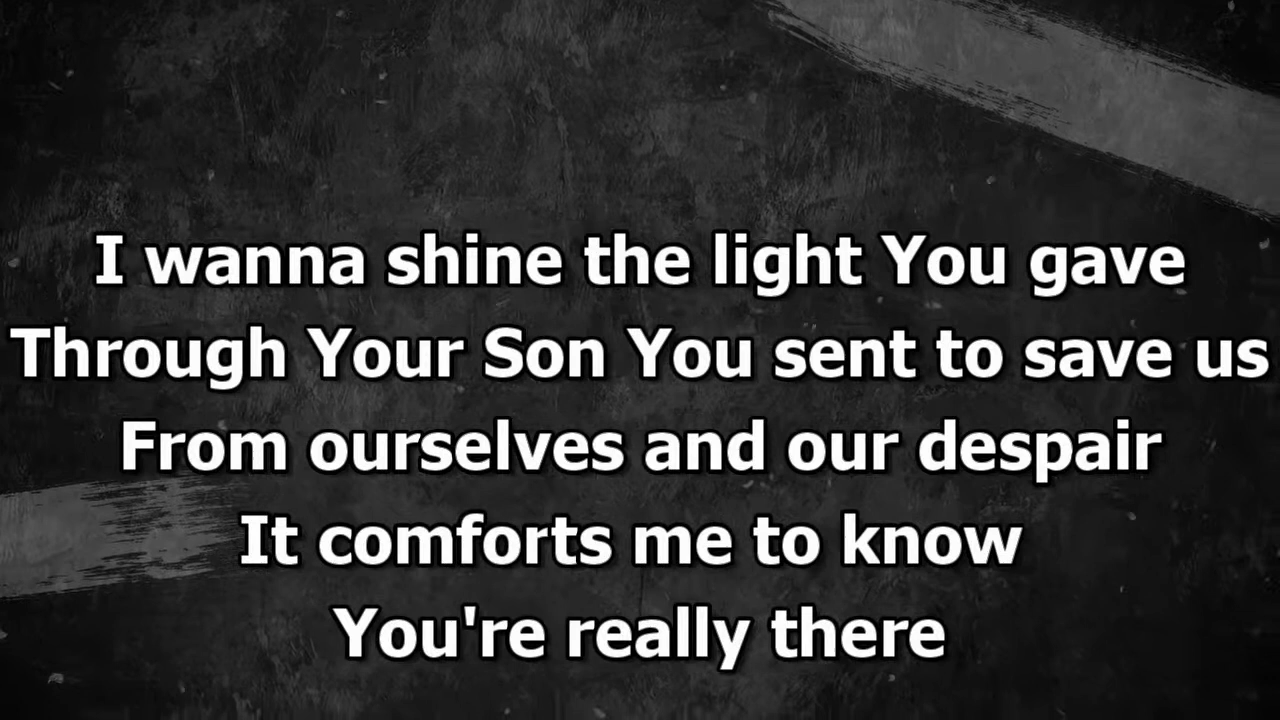 I wanna shine the light You gave
Through Your Son You sent to save us
From ourselves and our despair
It comforts me to know
You're really there